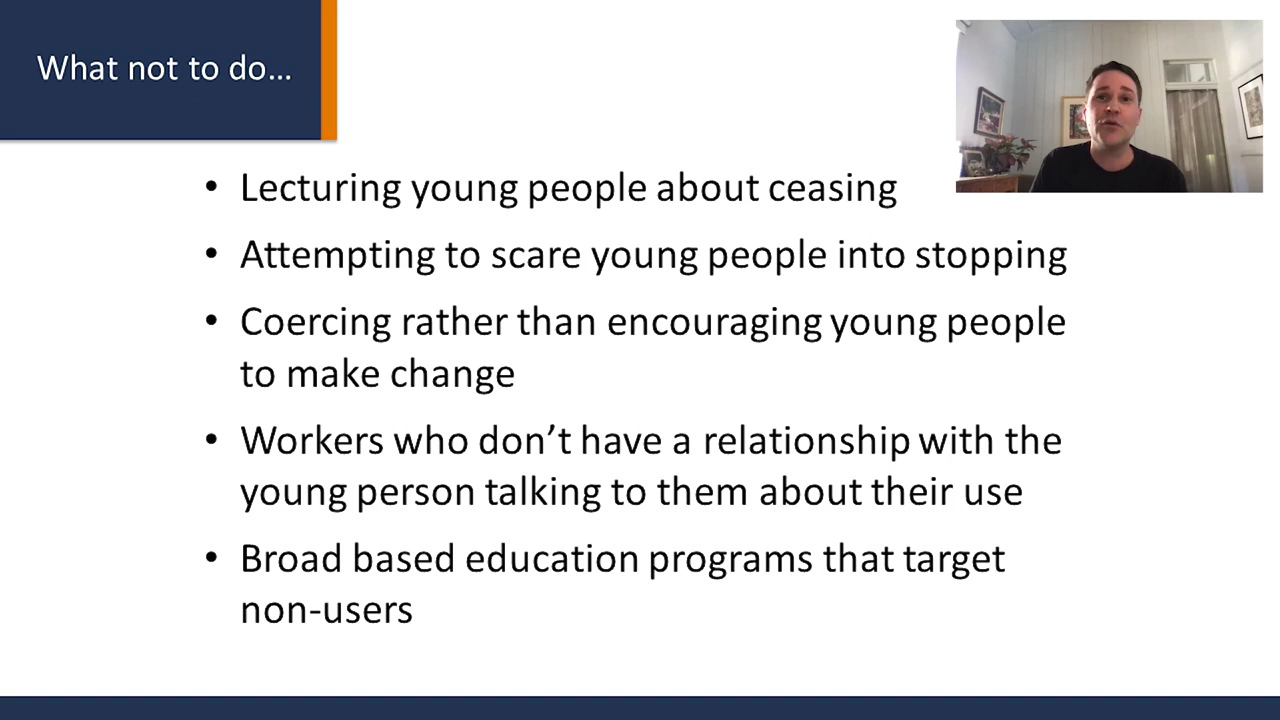 What not to do...
• Lecturing young people about ceasing
• Attempting to scare young people into stopping
• Coercing rather than encouraging young people
to make change
• Workers who don’t have a relationship with the
young person talking to them about their use
• Broad based education programs that target
non-users